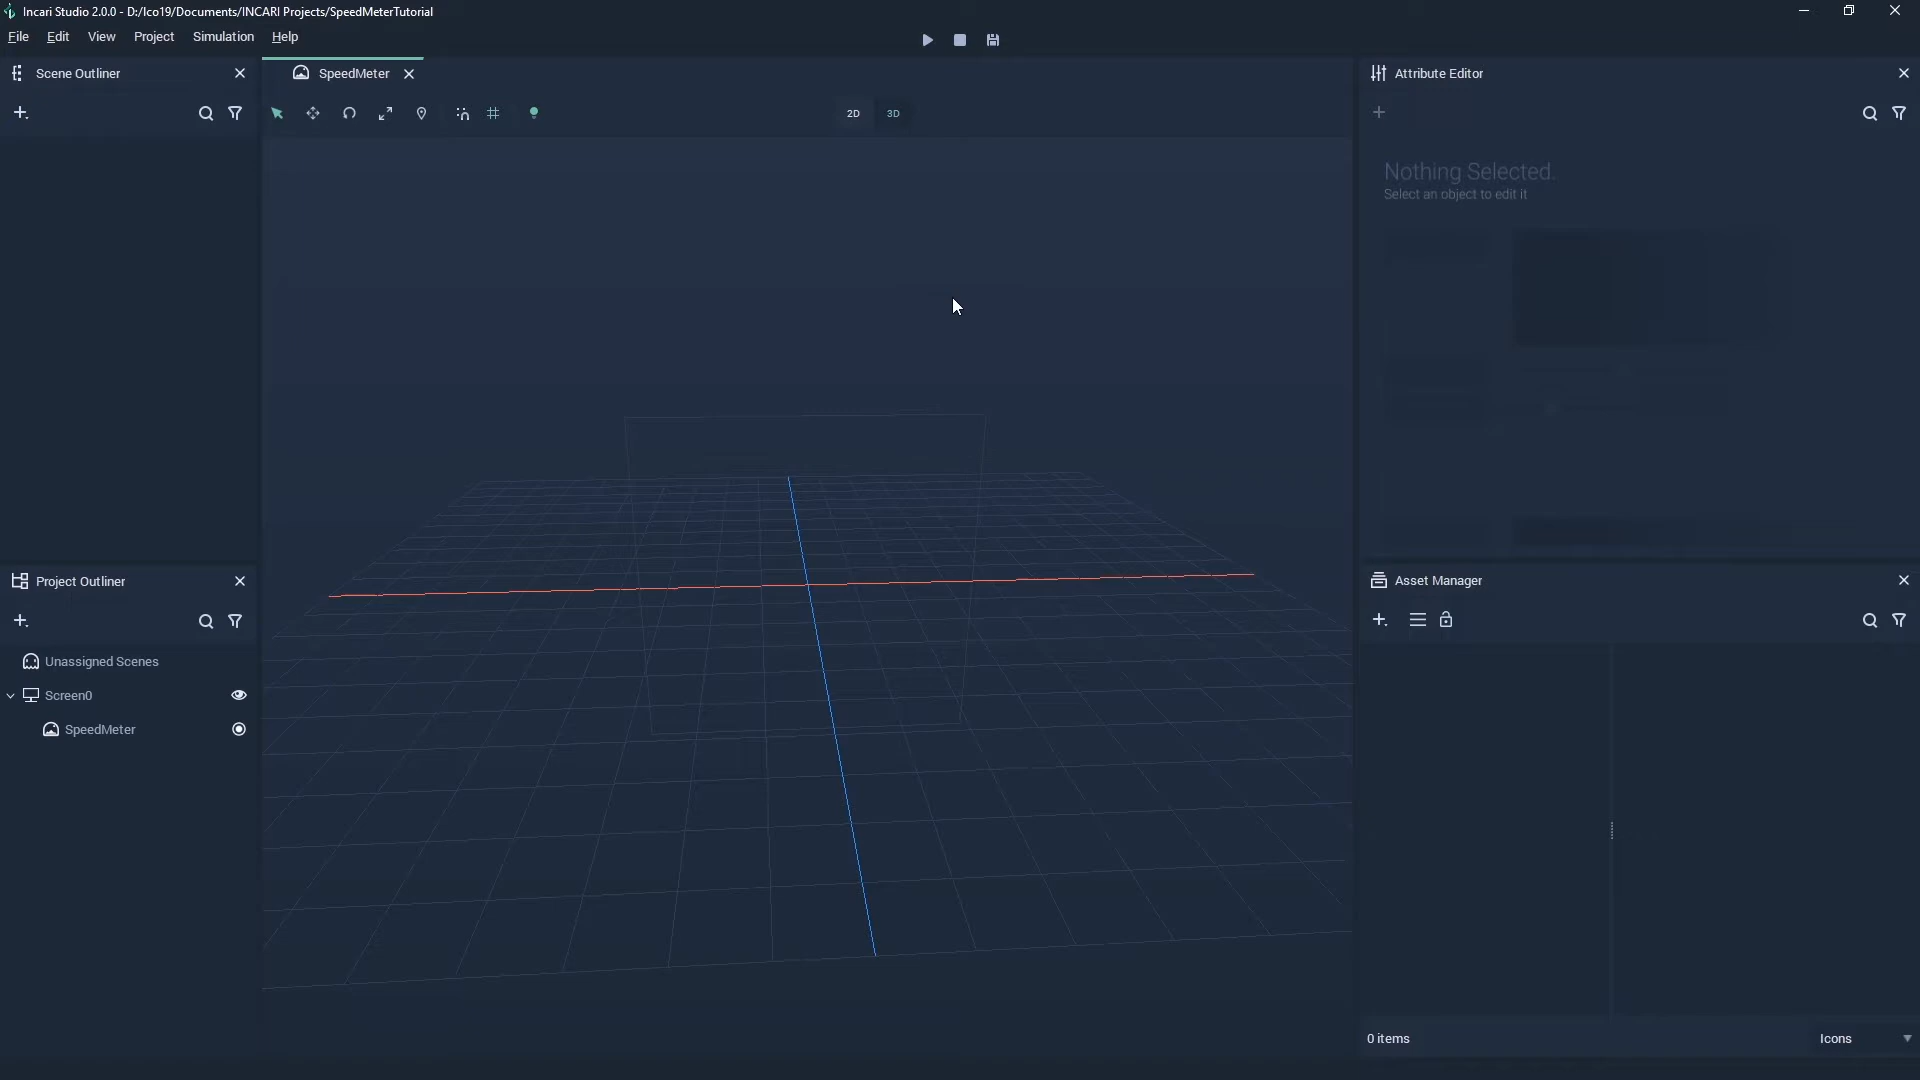 Incari Studio 2.0.0 - D:/Ico19/Documents/INCARI Projects/SpeedMeterTutorial
File Edit View Project Simulation Help
Scene Outliner
SpeedMeter
Attribute Editor
2D 3D
Nothing Selected.
Select an object to edit it
Project Outliner
Asset Manager
Unassigned Scenes
Screen0
SpeedMeter
0 items
Icons